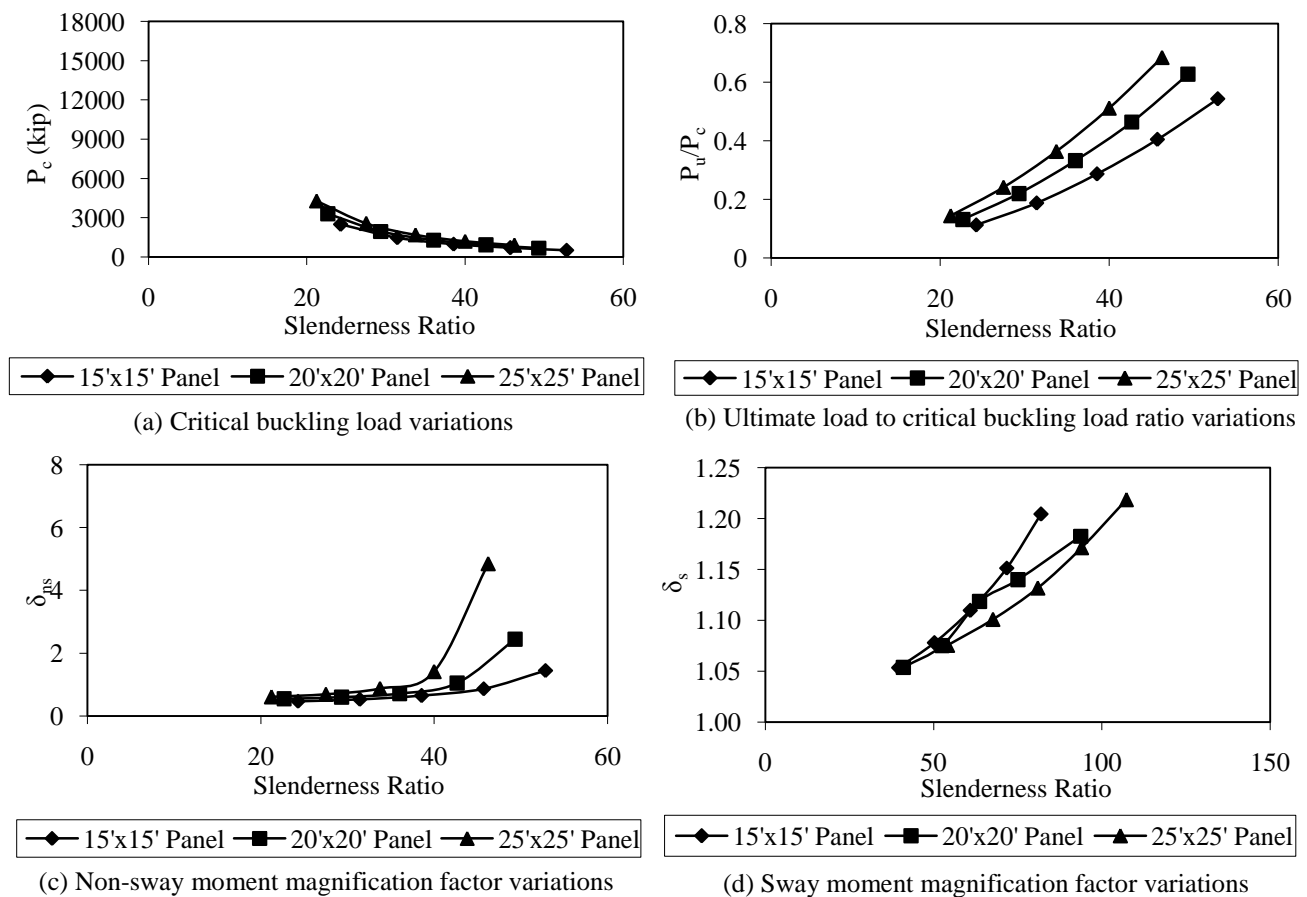 18000
15000
12000
9000
6000
3000
0
P_c (kip)
0 20 40 60
Slenderness Ratio
15'x15' Panel 20'x20' Panel 25'x25' Panel
(a) Critical buckling load variations
0.8
0.6
0.4
0.2
0
P_u/P_c
0 20 40 60
Slenderness Ratio
15'x15' Panel 20'x20' Panel 25'x25' Panel
(b) Ultimate load to critical buckling load ratio variations
8
6
4
2
0
δ_ns
0 20 40 60
Slenderness Ratio
15'x15' Panel 20'x20' Panel 25'x25' Panel
(c) Non-sway moment magnification factor variations
1.25
1.20
1.15
1.10
1.05
1.00
δ_s
0 50 100 150
Slenderness Ratio
15'x15' Panel 20'x20' Panel 25'x25' Panel
(d) Sway moment magnification factor variations